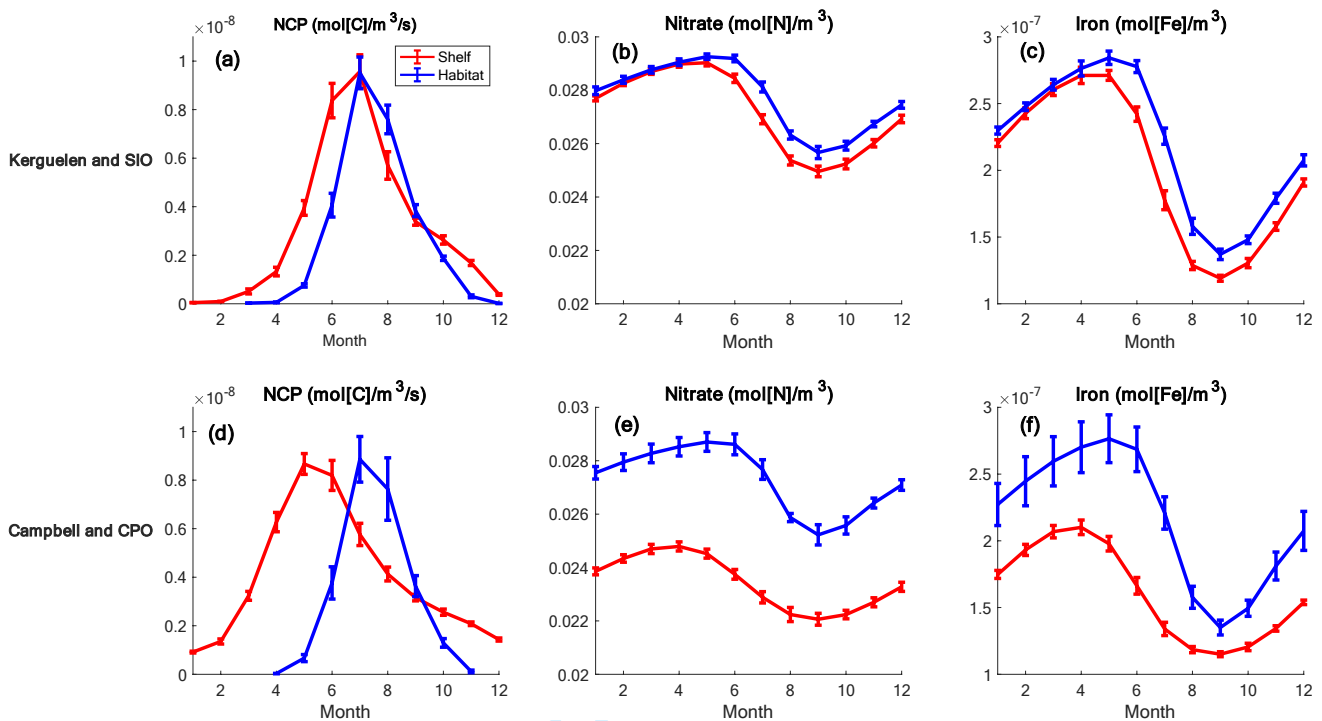 NCP (mol[C]/m³/s)
×10⁻⁸
(a)
Shelf
Habitat
1
0.8
0.6
0.4
0.2
0
2 4 6 8 10 12
Month
Nitrate (mol[N]/m³)
(b)
0.03
0.028
0.026
0.024
0.022
0.02
2 4 6 8 10 12
Month
Iron (mol[Fe]/m³)
×10⁻⁷
(c)
3
2.5
2
1.5
1
2 4 6 8 10 12
Month
Kerguelen and SIO
NCP (mol[C]/m³/s)
×10⁻⁸
(d)
1
0.8
0.6
0.4
0.2
0
2 4 6 8 10 12
Month
Nitrate (mol[N]/m³)
(e)
0.03
0.028
0.026
0.024
0.022
0.02
2 4 6 8 10 12
Month
Iron (mol[Fe]/m³)
×10⁻⁷
(f)
3
2.5
2
1.5
1
2 4 6 8 10 12
Month
Campbell and CPO